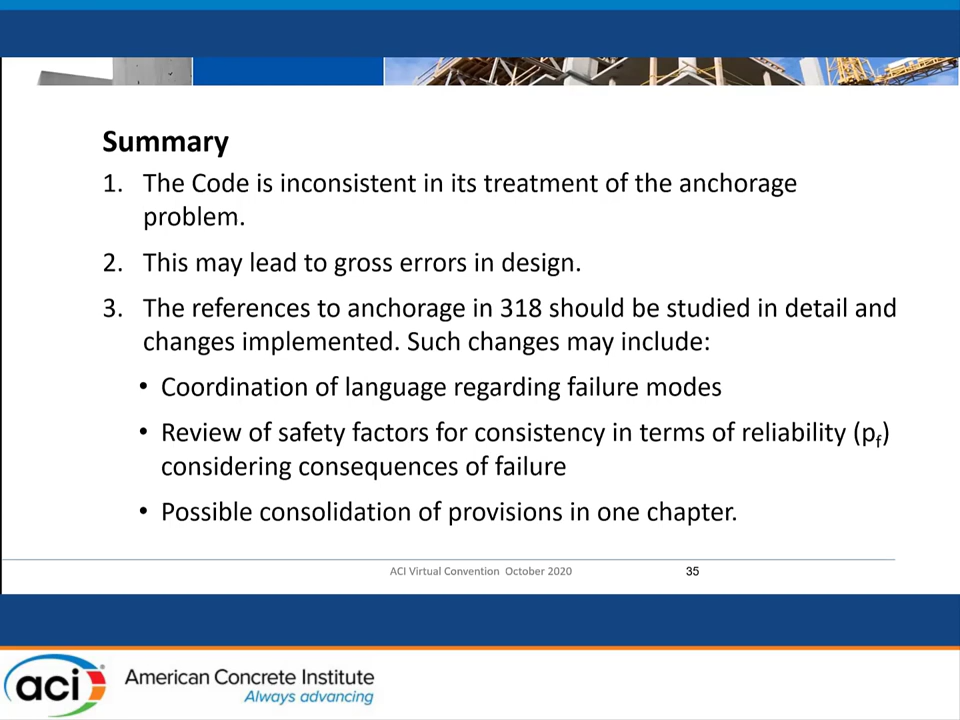 Summary
1. The Code is inconsistent in its treatment of the anchorage
problem.
2. This may lead to gross errors in design.
3. The references to anchorage in 318 should be studied in detail and
changes implemented. Such changes may include:
• Coordination of language regarding failure modes
• Review of safety factors for consistency in terms of reliability (pf)
considering consequences of failure
• Possible consolidation of provisions in one chapter.
ACI Virtual Convention October 2020 35
aci American Concrete Institute
Always advancing